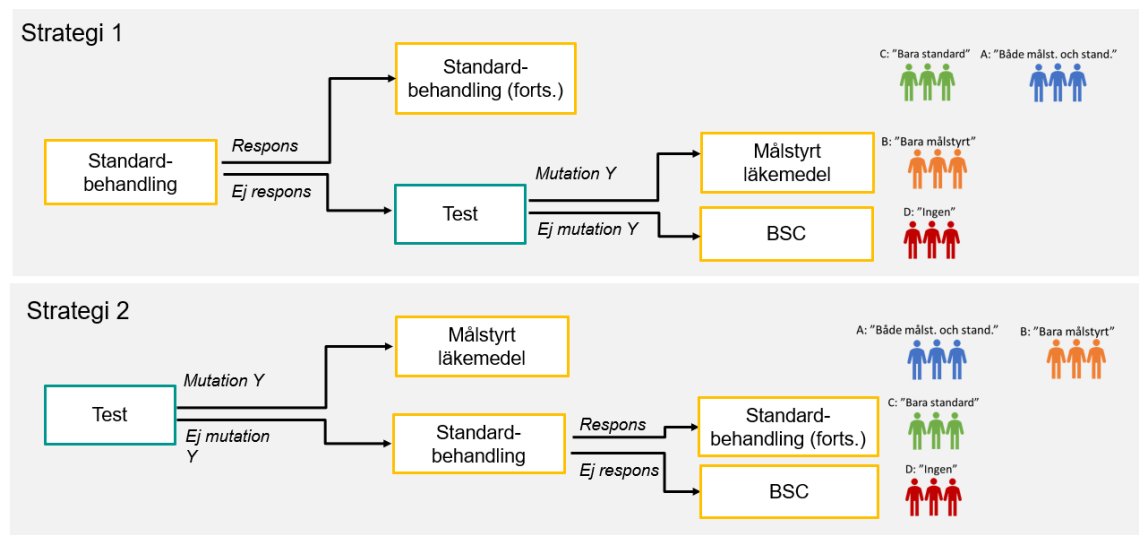 Strategi 1
C: "Bara standard"
A: "Både målst. och stand."
Standard-
behandling (forts.)
Respons
Standard-
behandling
Ej respons
B: "Bara målstyrt"
Mutation Y
Målstyrt
läkemedel
Test
Ej mutation Y
D: "Ingen"
BSC
Strategi 2
A: "Både målst. och stand."
B: "Bara målstyrt"
Målstyrt
läkemedel
Mutation Y
Test
Ej mutation
Y
C: "Bara standard"
Standard-
behandling
Respons
Standard-
behandling (forts.)
Ej respons
D: "Ingen"
BSC